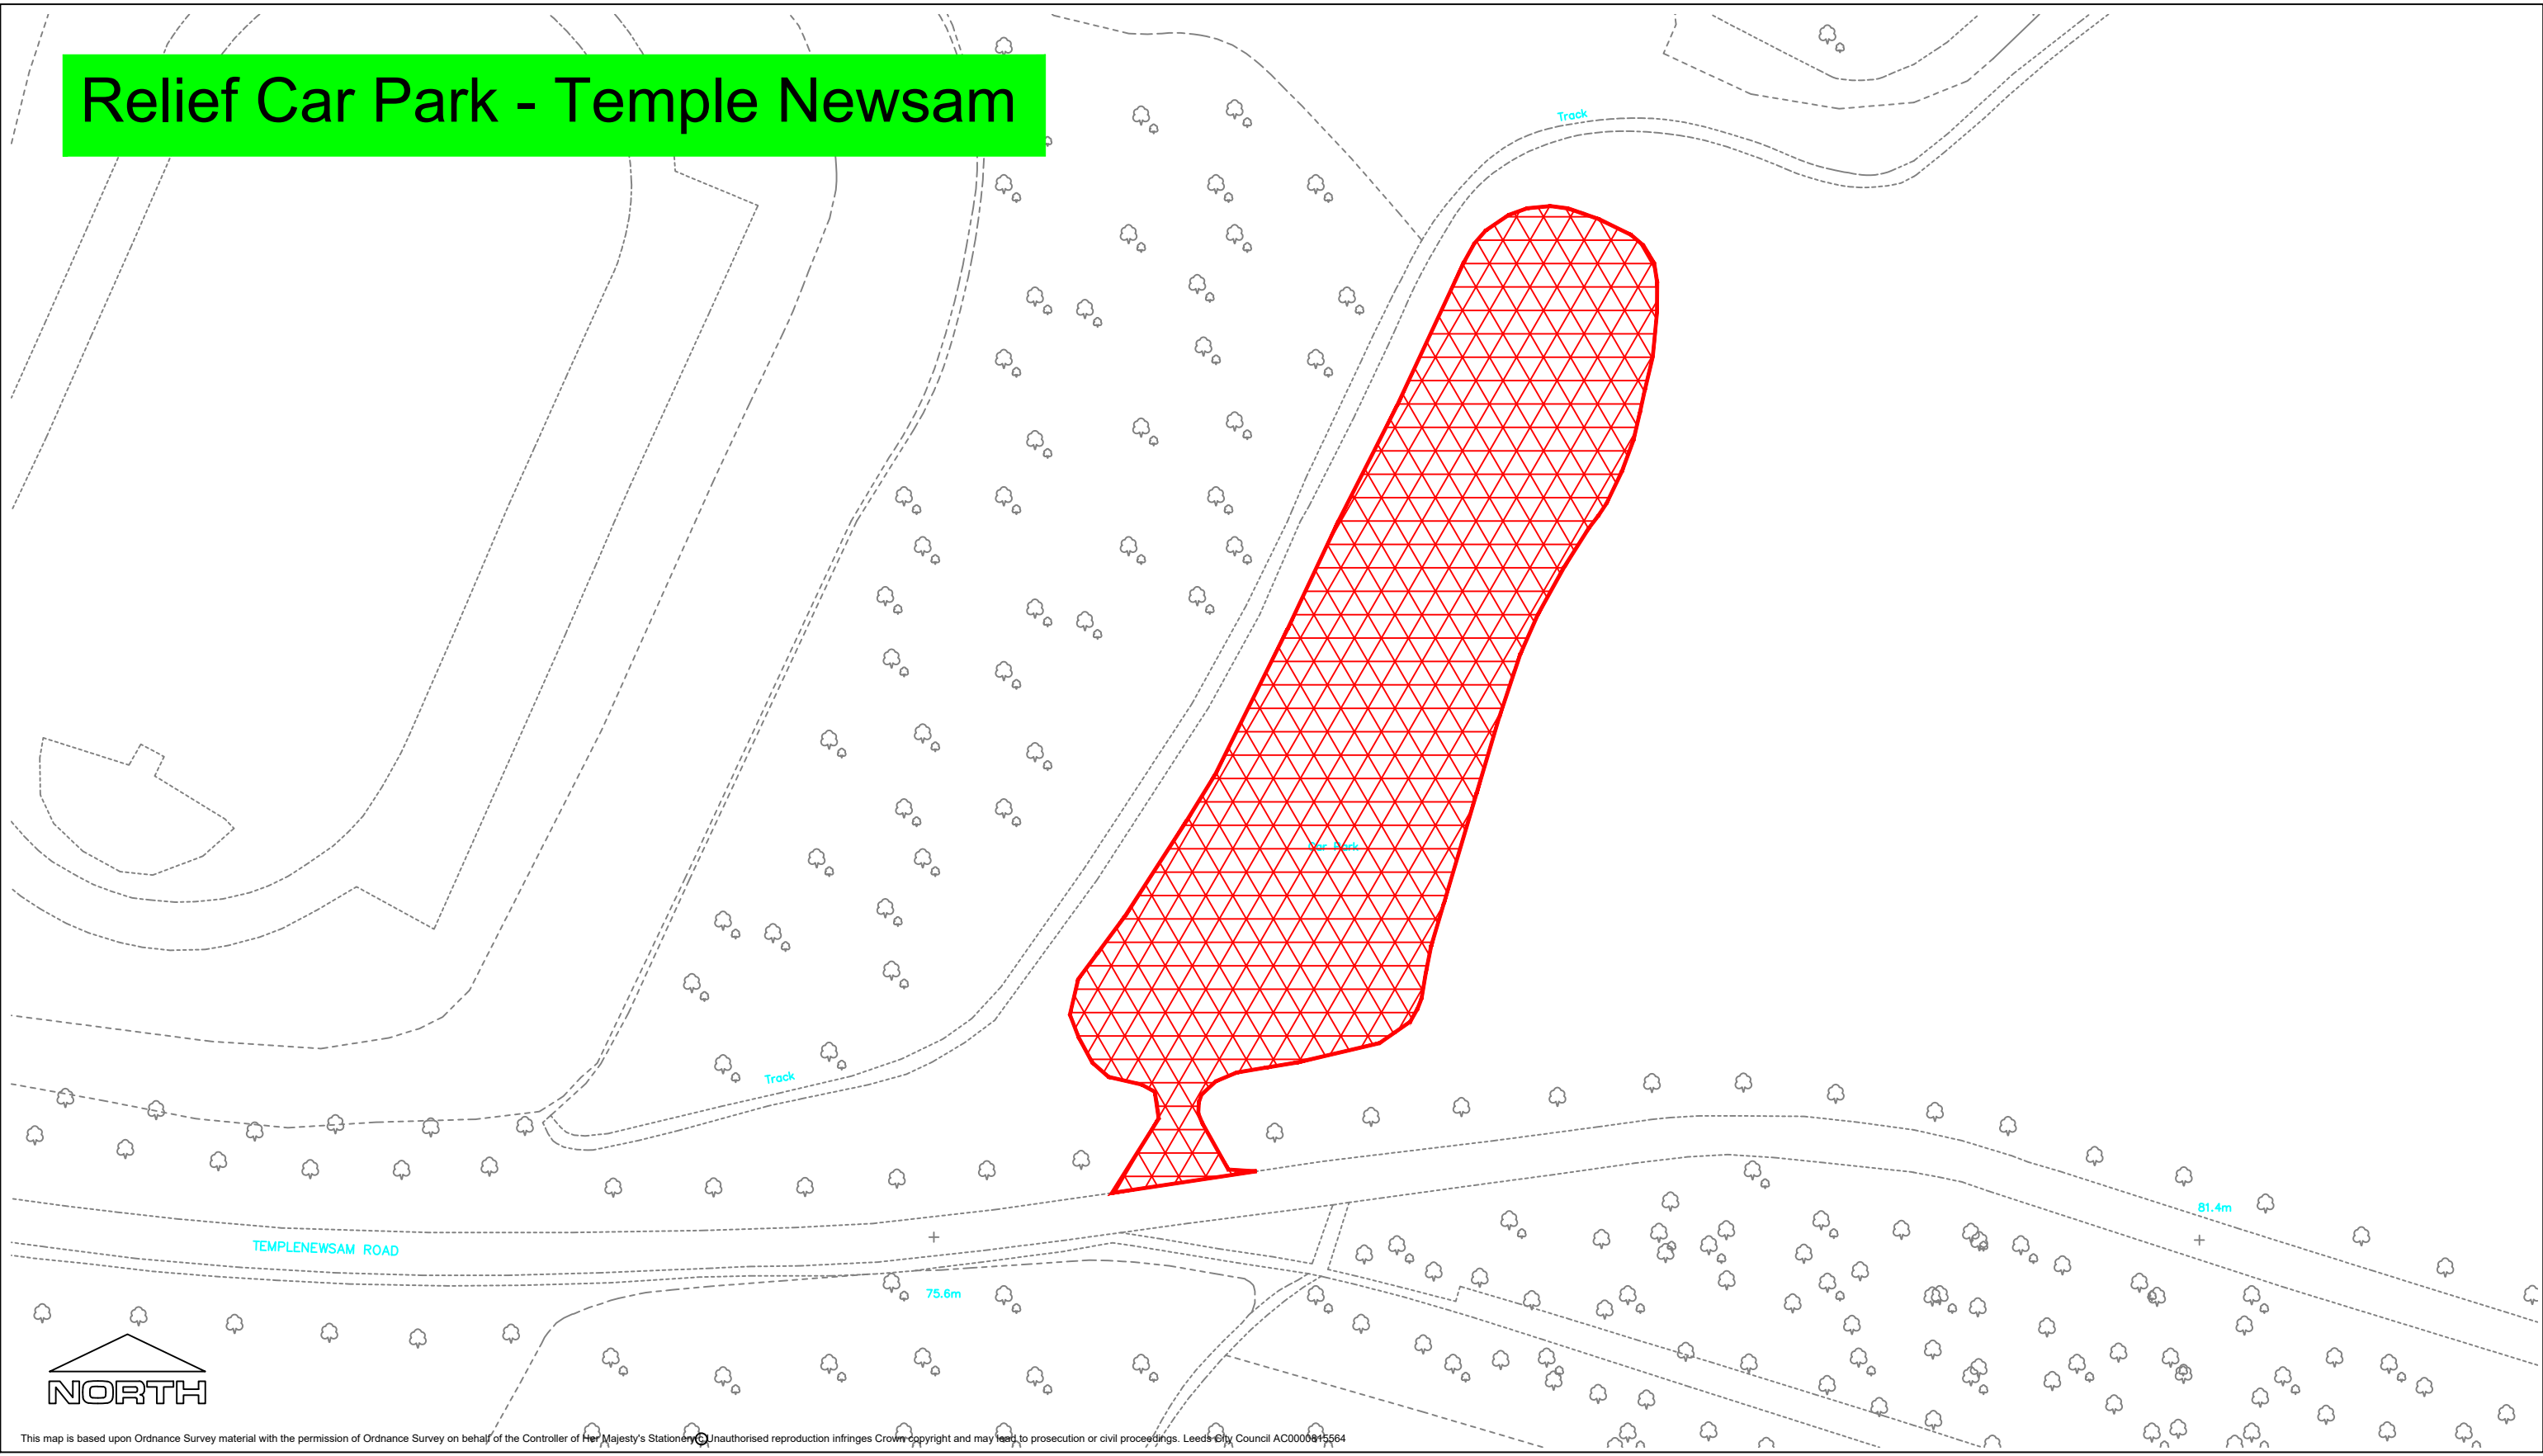 Relief Car Park - Temple Newsam
Track
Car Park
Track
81.4m
TEMPLENEWSAM ROAD
75.6m
NORTH
This map is based upon Ordnance Survey material with the permission of Ordnance Survey on behalf of the Controller of Her Majesty's Stationery © Unauthorised reproduction infringes Crown copyright and may lead to prosecution or civil proceedings. Leeds City Council AC0000815564